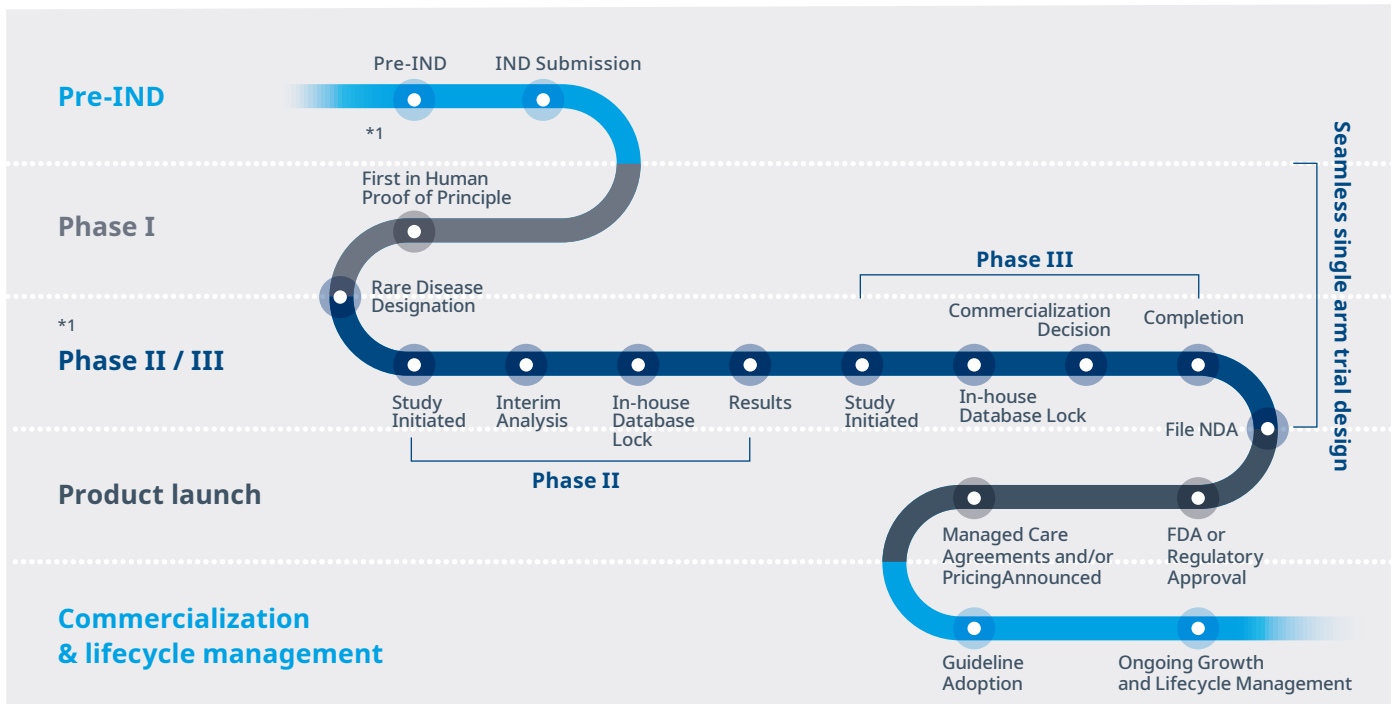 Pre-IND
IND Submission
Pre-IND
*1
First in Human
Proof of Principle
Phase I
Rare Disease
Designation
Phase III
Commercialization
Decision
Completion
*1
Phase II / III
Study
Initiated
Interim
Analysis
In-house
Database
Lock
Results
Study
Initiated
In-house
Database Lock
File NDA
Phase II
Seamless single arm trial design
Product launch
Managed Care
Agreements and/or
PricingAnnounced
FDA or
Regulatory
Approval
Commercialization
& lifecycle management
Guideline
Adoption
Ongoing Growth
and Lifecycle Management